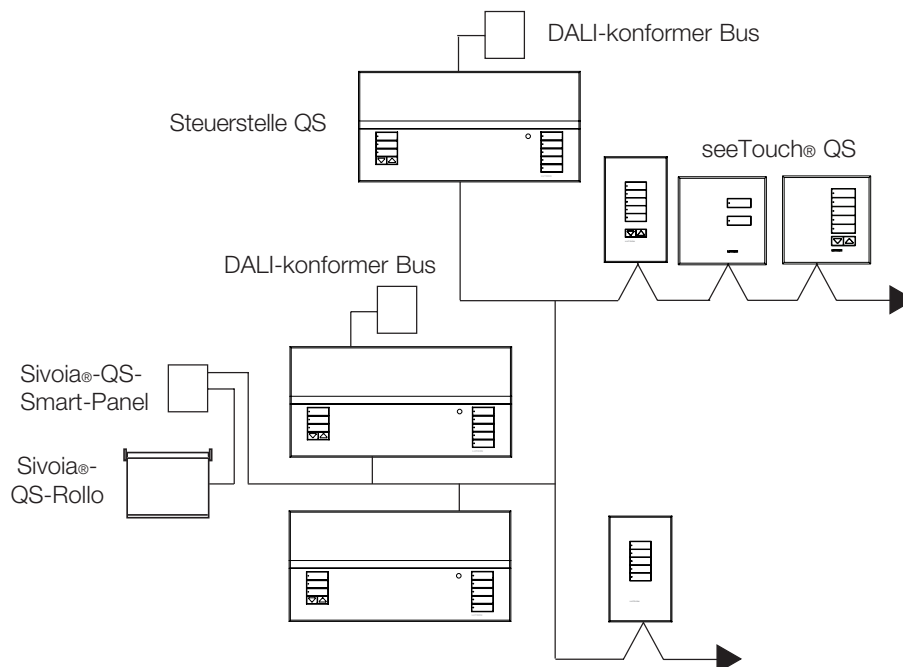 DALI-konformer Bus
Steuerstelle QS
seeTouch® QS
DALI-konformer Bus
Sivoia®-QS-
Smart-Panel
Sivoia®-
QS-Rollo